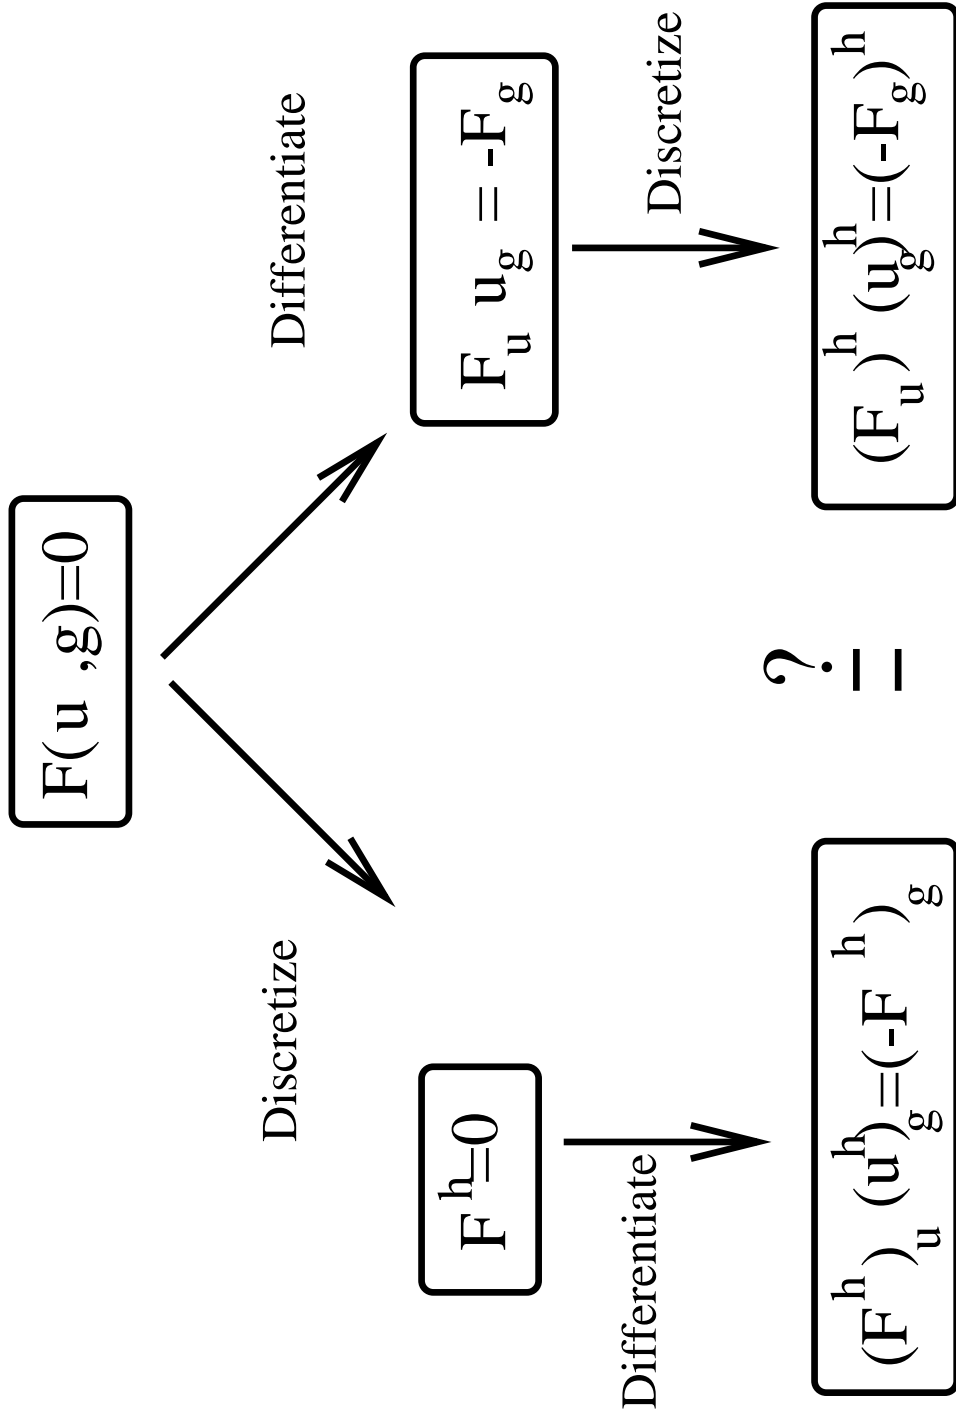 F(u ,g)=0
Discretize
Differentiate
F^h=0
F_u u_g = -F_g
Differentiate
Discretize
(F^h)_u (u^h)_g=(-F^h)_g
?
=
(F_u)^h (u_g)^h=(-F_g)^h